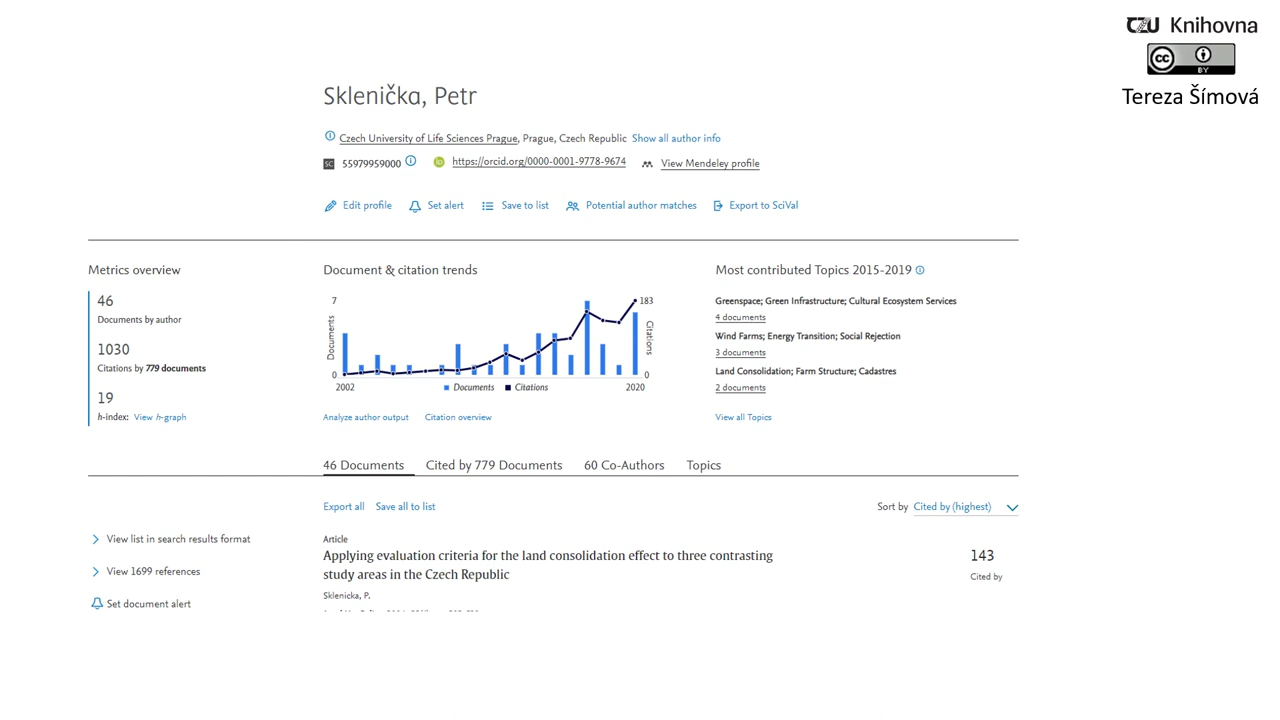 CZU Knihovna
CC BY
Tereza Šímová
Sklenička, Petr
Czech University of Life Sciences Prague, Prague, Czech Republic Show all author info
SC 55979959000 iD https://orcid.org/0000-0001-9778-9674 View Mendeley profile
Edit profile Set alert Save to list Potential author matches Export to SciVal
Metrics overview
46
Documents by author
1030
Citations by 779 documents
19
h-index: View h-graph
Document & citation trends
7
183
Documents
Citations
0
0
2002
2020
Documents Citations
Analyze author output Citation overview
Most contributed Topics 2015-2019
Greenspace; Green Infrastructure; Cultural Ecosystem Services
4 documents
Wind Farms; Energy Transition; Social Rejection
3 documents
Land Consolidation; Farm Structure; Cadastres
2 documents
View all Topics
46 Documents Cited by 779 Documents 60 Co-Authors Topics
Export all Save all to list
Sort by Cited by (highest)
View list in search results format
View 1699 references
Set document alert
Article
Applying evaluation criteria for the land consolidation effect to three contrasting
study areas in the Czech Republic
Sklenicka, P.
143
Cited by